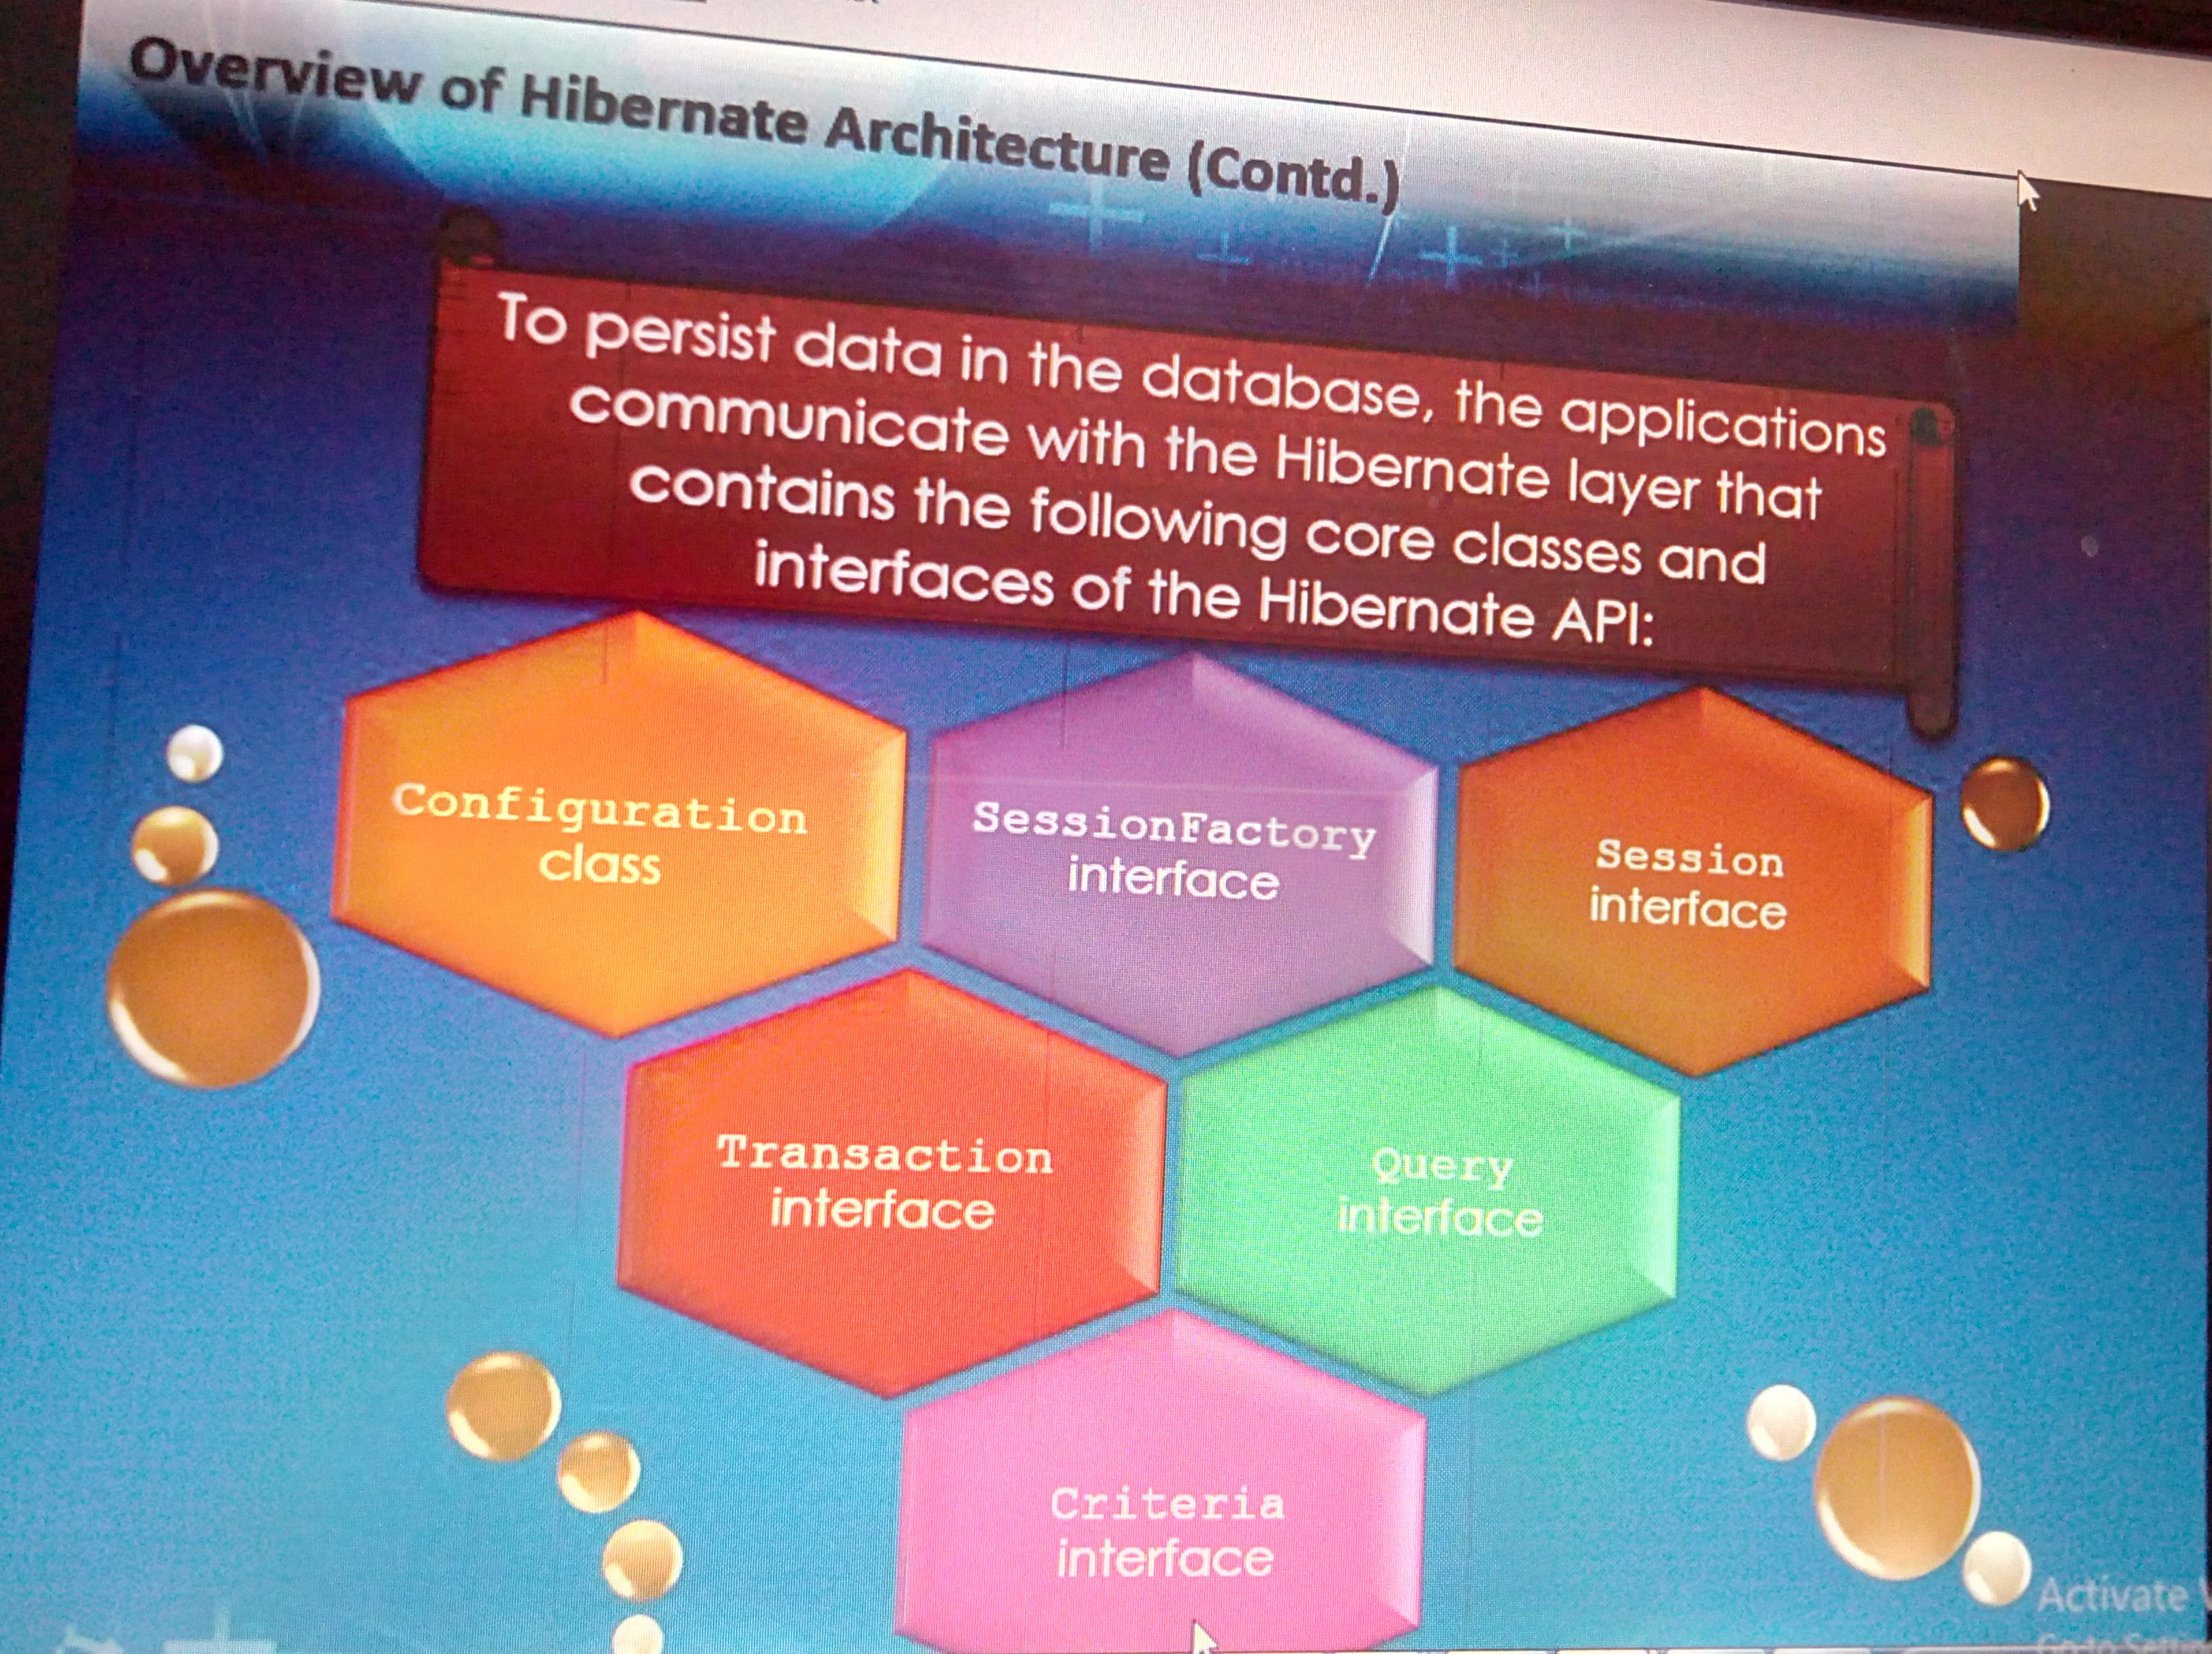 Overview of Hibernate Architecture (Contd.)
To persist data in the database, the applications
communicate with the Hibernate layer that
contains the following core classes and
interfaces of the Hibernate API:
Configuration
class
SessionFactory
interface
Session
interface
Transaction
interface
Query
interface
Criteria
interface
Activate
Go to